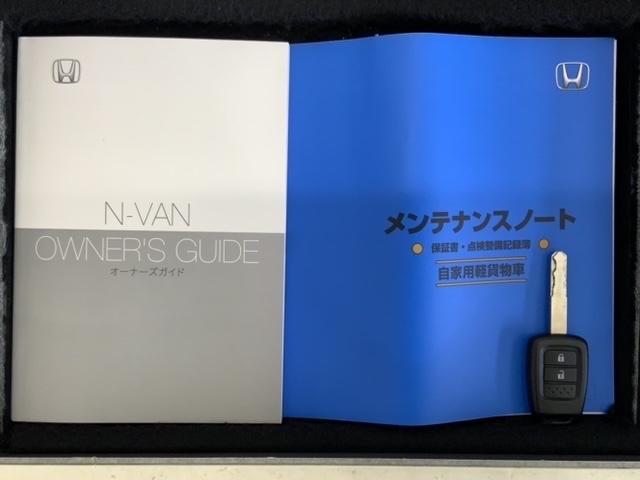 N-VAN
OWNER'S GUIDE
オーナーズガイド
メンテナンスノート
保証書・点検整備記録簿
自家用軽貨物車